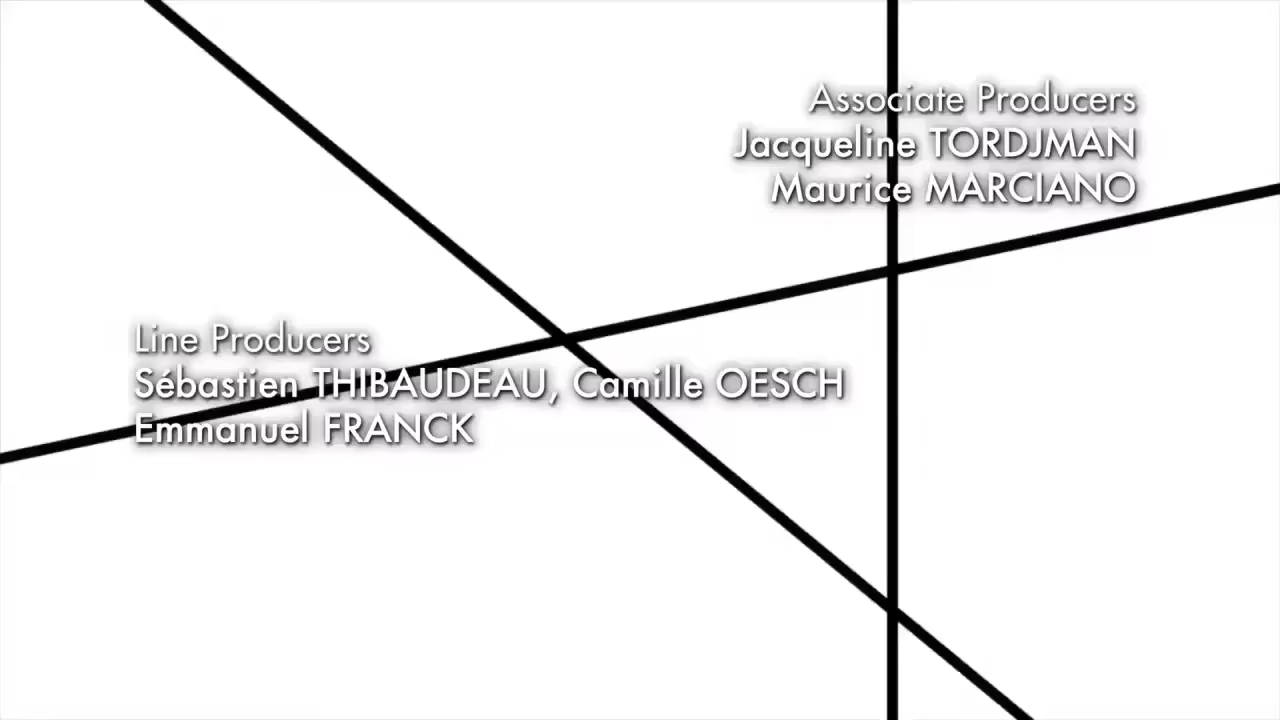 Associate Producers
Jacqueline TORDJMAN
Maurice MARCIANO
Line Producers
Sébastien THIBAUDEAU, Camille OESCH
Emmanuel FRANCK